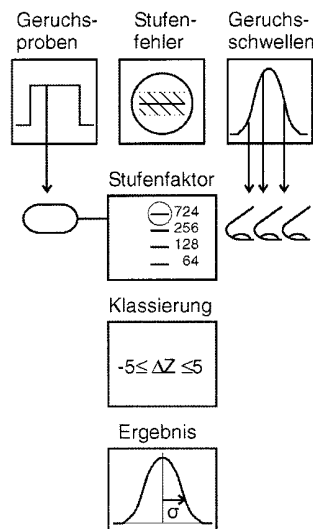 Geruchs-
proben
Stufen-
fehler
Geruchs-
schwellen
Stufenfaktor
724
256
128
64
Klassierung
-5≤ ΔZ ≤5
Ergebnis
σ